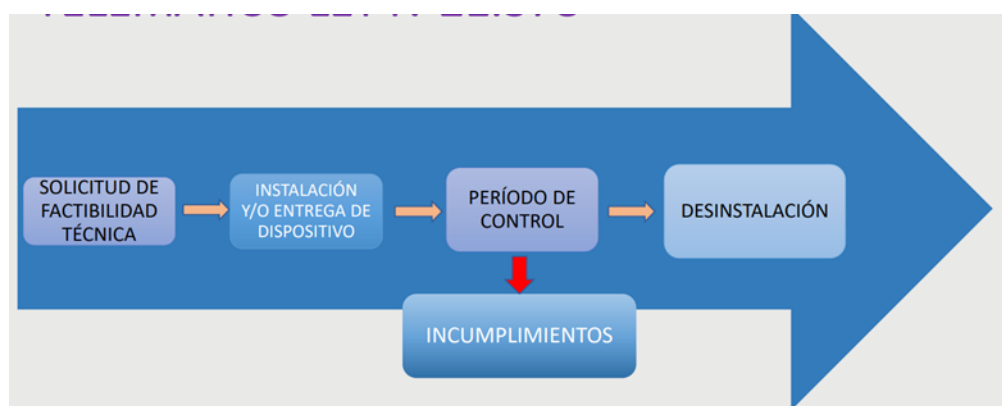 SOLICITUD DE
FACTIBILIDAD
TÉCNICA
INSTALACIÓN
Y/O ENTREGA DE
DISPOSITIVO
PERÍODO DE
CONTROL
DESINSTALACIÓN
INCUMPLIMIENTOS